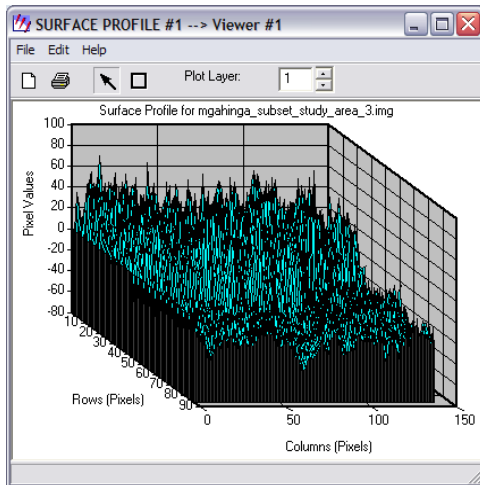 SURFACE PROFILE #1 --> Viewer #1
File Edit Help
Plot Layer: 1
Surface Profile for mgahinga_subset_study_area_3.img
Pixel Values
100
80
60
40
20
0
-20
-40
-60
-80
10
20
30
40
50
60
70
80
90
Rows (Pixels)
0 50 100 150
Columns (Pixels)